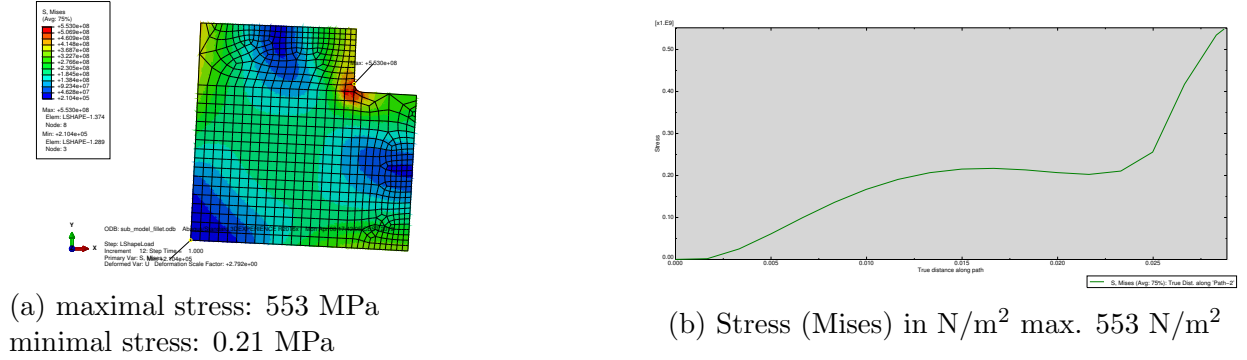 S, Mises
(Avg: 75%)
+5.530e+08
+5.069e+08
+4.609e+08
+4.148e+08
+3.687e+08
+3.227e+08
+2.766e+08
+2.305e+08
+1.845e+08
+1.384e+08
+9.234e+07
+4.628e+07
+2.104e+05
Max: +5.530e+08
Elem: LSHAPE-1.374
Node: 8
Min: +2.104e+05
Elem: LSHAPE-1.289
Node: 3
Max: +5.530e+08
Y
X
ODB: sub_model_fillet.odb
Step: LShapeLoad
Increment 12: Step Time = 1.000
Primary Var: S, Mises
Min: +2.104e+05
Deformed Var: U Deformation Scale Factor: +2.792e+00
(a) maximal stress: 553 MPa
minimal stress: 0.21 MPa
[x1.E9]
0.50
0.40
0.30
0.20
0.10
0.00
Stress
0.000 0.005 0.010 0.015 0.020 0.025
True distance along path
S, Mises (Avg: 75%): True Dist. along 'Path-2'
(b) Stress (Mises) in N/m² max. 553 N/m²